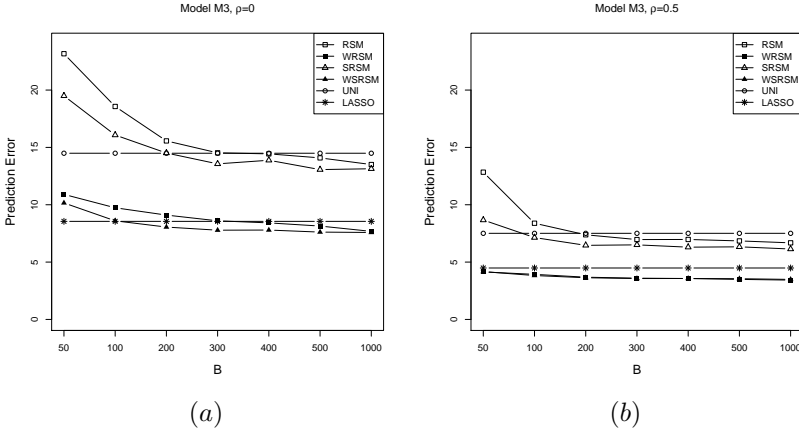 Model M3, ρ=0
Prediction Error
0
5
10
15
20
50
100
200
300
400
500
1000
B
RSM
WRSM
SRSM
WSRSM
UNI
LASSO
(a)
Model M3, ρ=0.5
Prediction Error
0
5
10
15
20
50
100
200
300
400
500
1000
B
RSM
WRSM
SRSM
WSRSM
UNI
LASSO
(b)